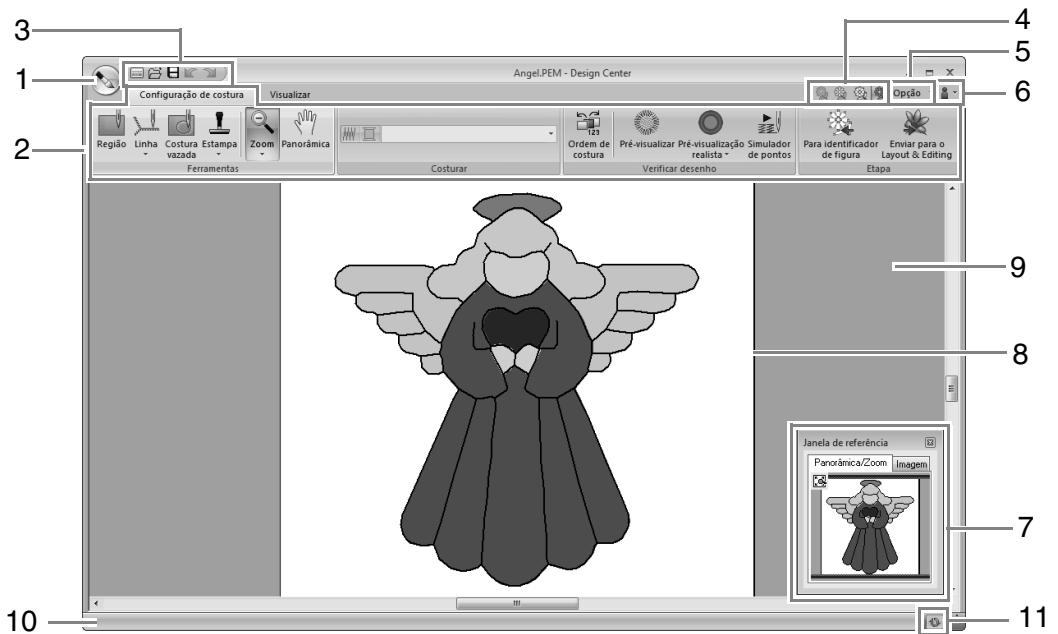 3
4
5
1
Angel.PEM - Design Center
6
Configuração de costura
Visualizar
Opção
2
Região
Linha
Costura vazada
Estampa
Zoom
Panorâmica
Ordem de costura
Pré-visualizar
Pré-visualização realista
Simulador de pontos
Para identificador de figura
Enviar para o Layout & Editing
Ferramentas
Costurar
Verificar desenho
Etapa
123
9
8
Janela de referência
Panorâmica/Zoom
Imagem
7
10
11